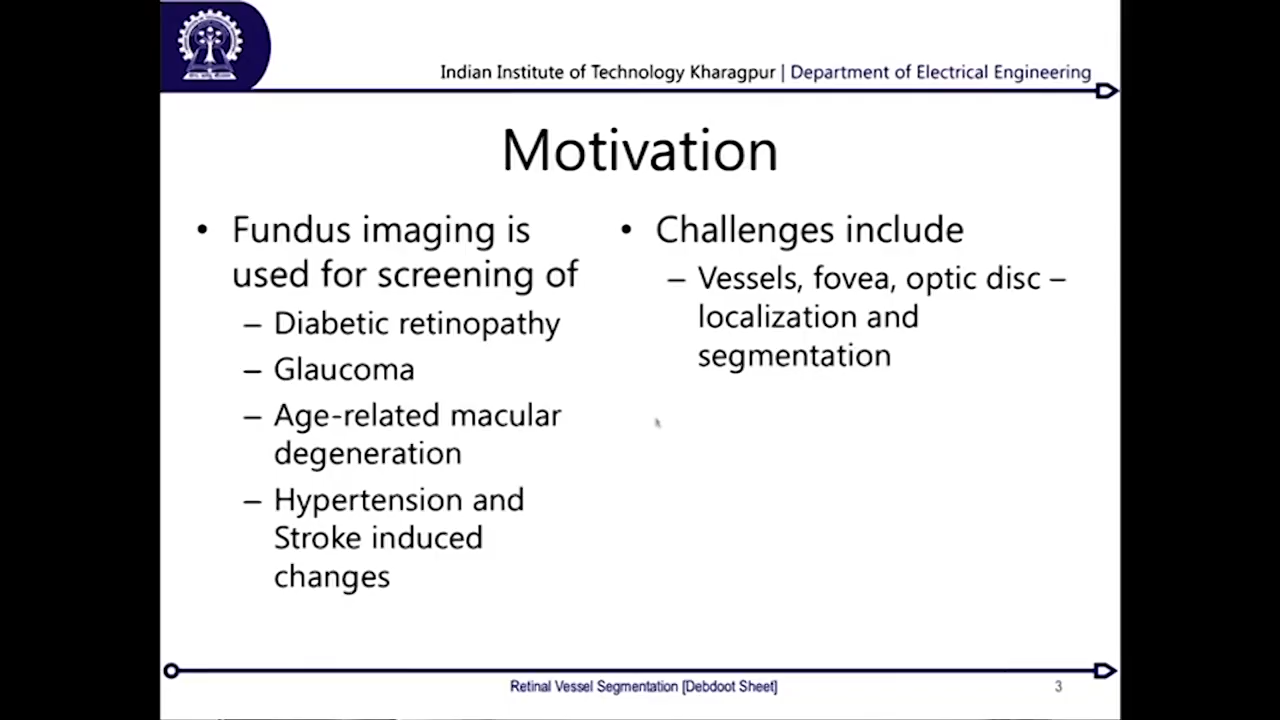 Indian Institute of Technology Kharagpur | Department of Electrical Engineering
Motivation
• Fundus imaging is
used for screening of
– Diabetic retinopathy
– Glaucoma
– Age-related macular
degeneration
– Hypertension and
Stroke induced
changes
• Challenges include
– Vessels, fovea, optic disc –
localization and
segmentation
Retinal Vessel Segmentation [Debdoot Sheet]
3